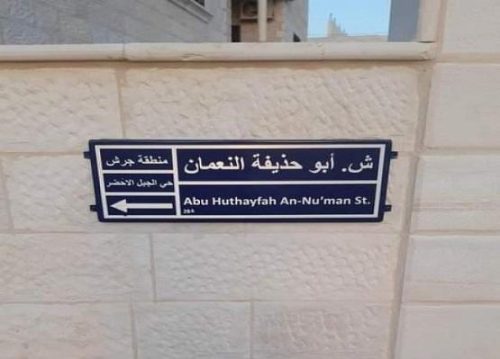 ش. أبو حذيفة النعمان
Abu Huthayfah An-Nu'man St.
منطقة جرش
حي الجبل الاخضر